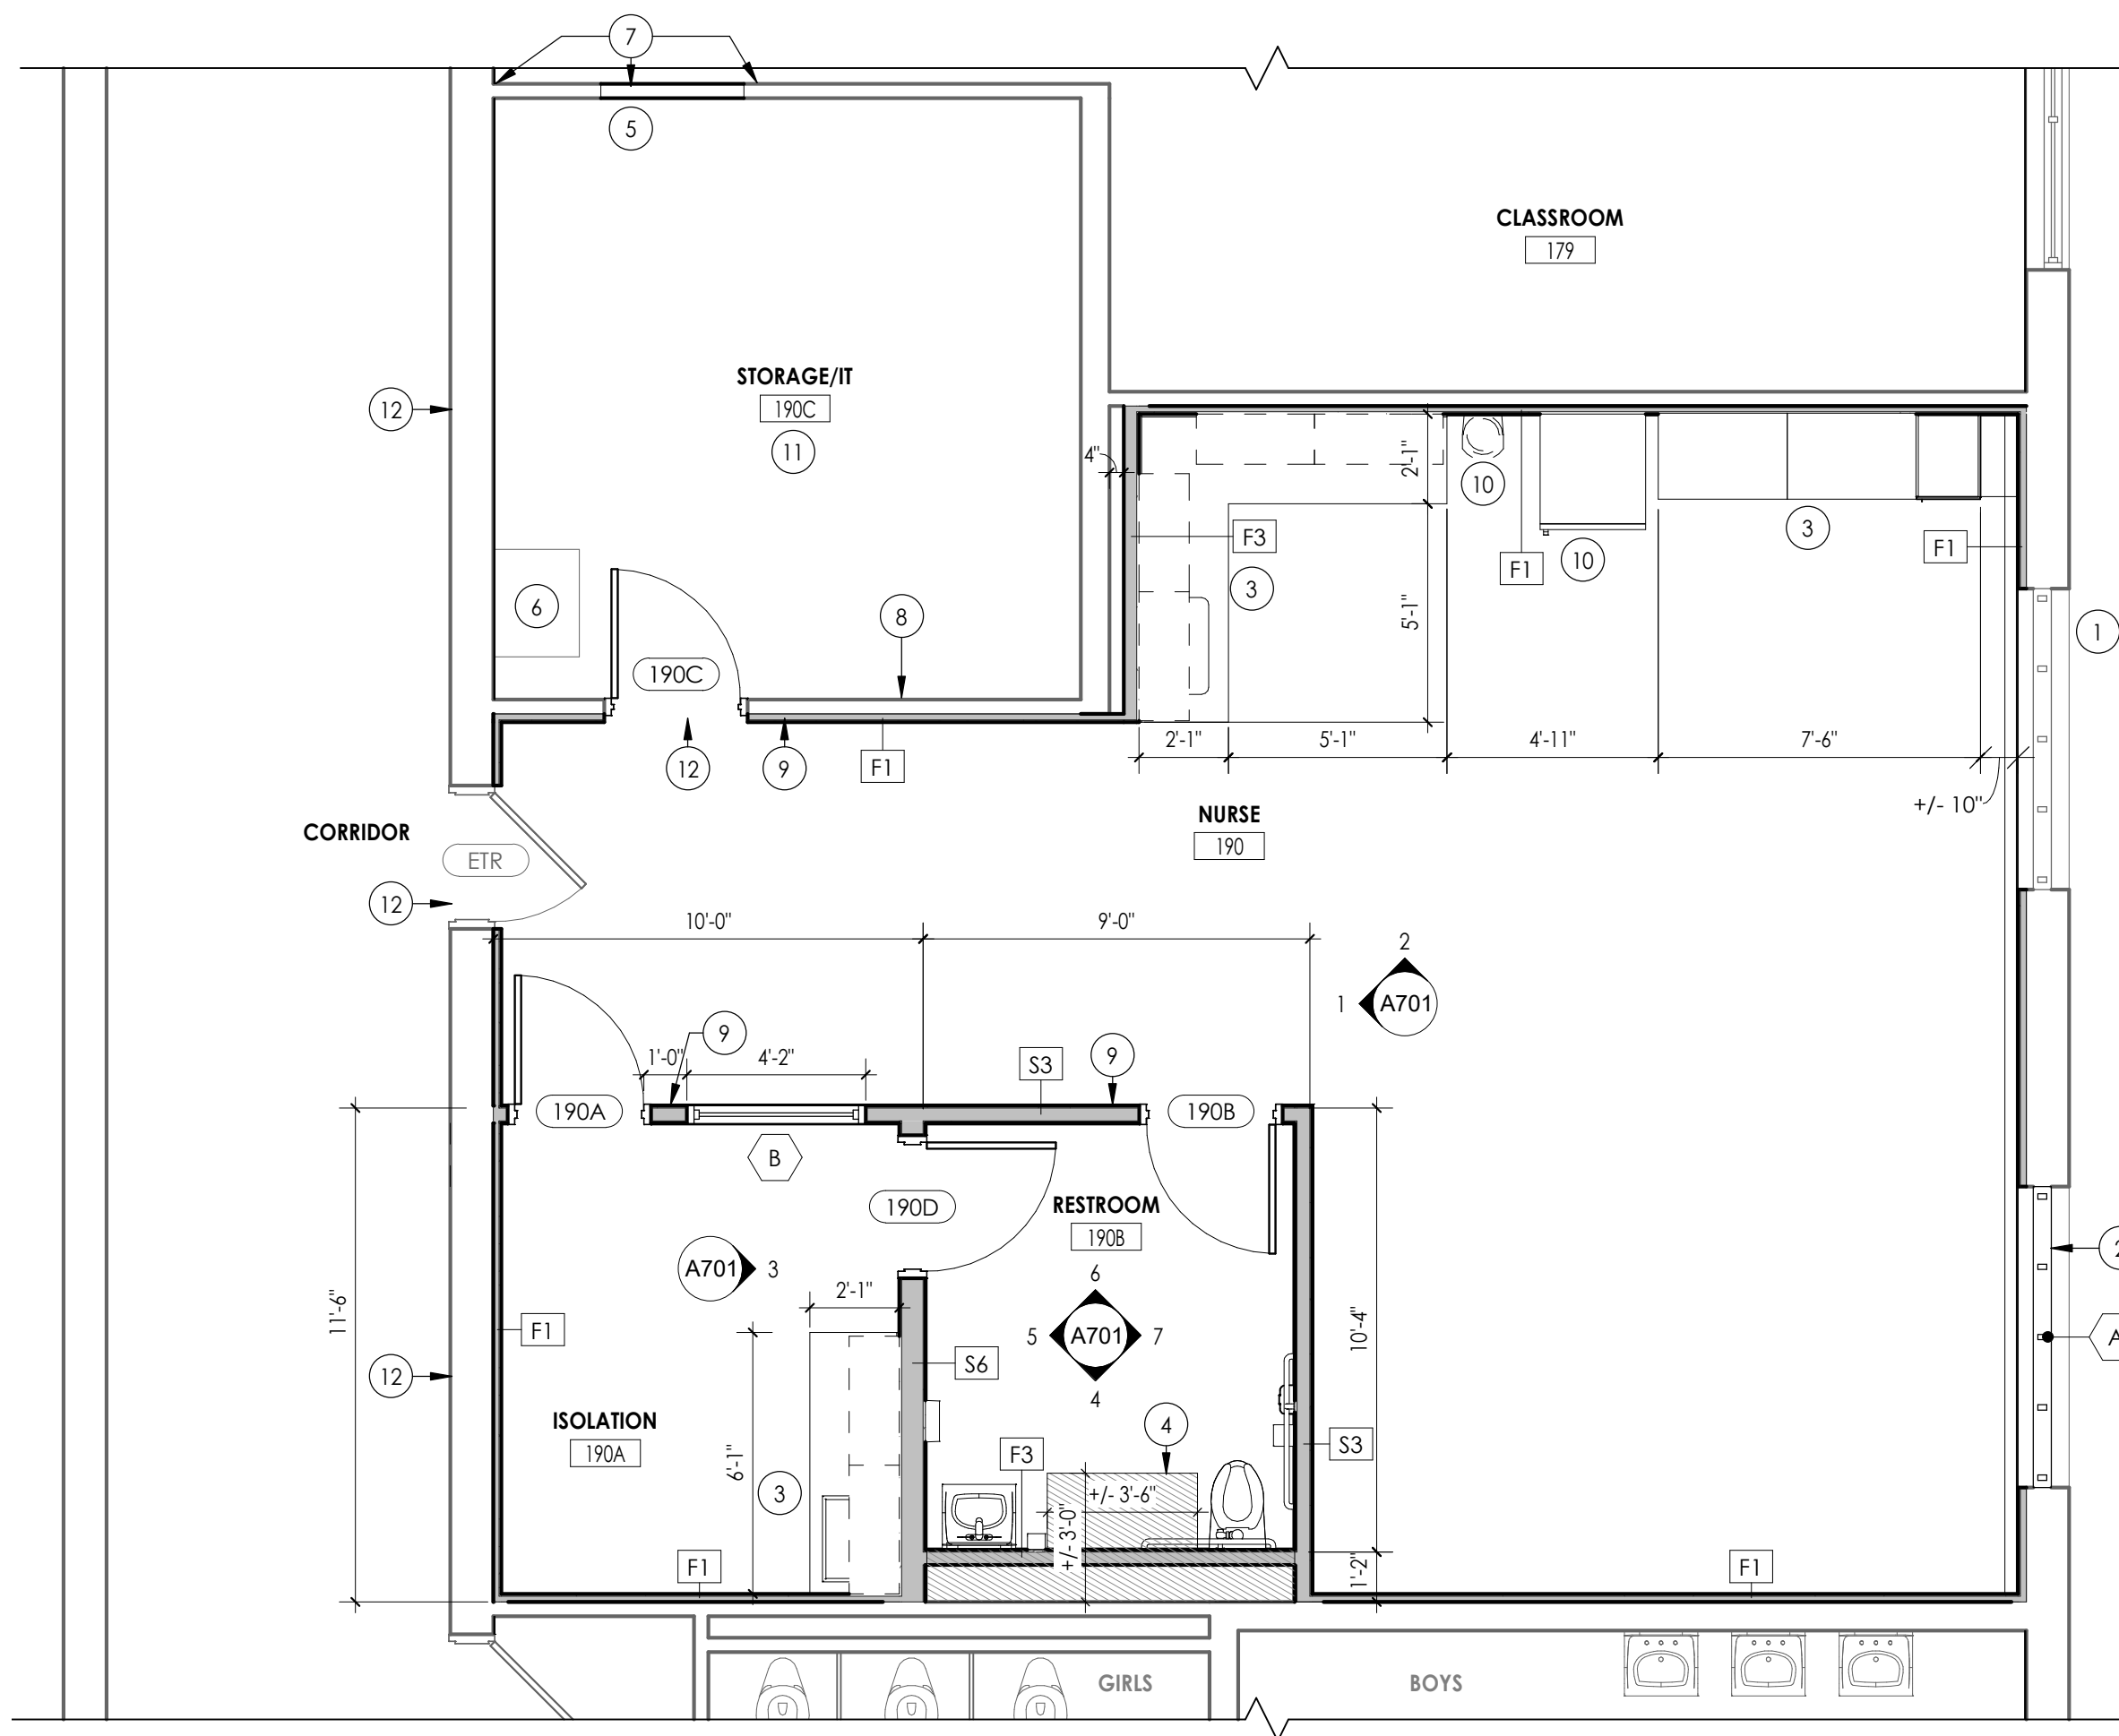 7
5
CLASSROOM
179
STORAGE/IT
190C
11
12
4"
2'-1"
10
F3
3
F1
10
3
F1
5'-1"
6
8
1
190C
12
9
F1
2'-1"
5'-1"
4'-11"
7'-6"
+/- 10"
NURSE
190
CORRIDOR
ETR
12
10'-0"
9'-0"
2
1
A701
9
1'-0"
4'-2"
S3
9
190A
190B
B
190D
RESTROOM
190B
2
A701
3
6
5
A701
7
4
2'-1"
11'-6"
F1
10'-4"
A
S6
12
ISOLATION
190A
6'-1"
3
F3
4
S3
+/- 3'-6"
+/- 3'-0"
F1
1'-2"
F1
GIRLS
BOYS